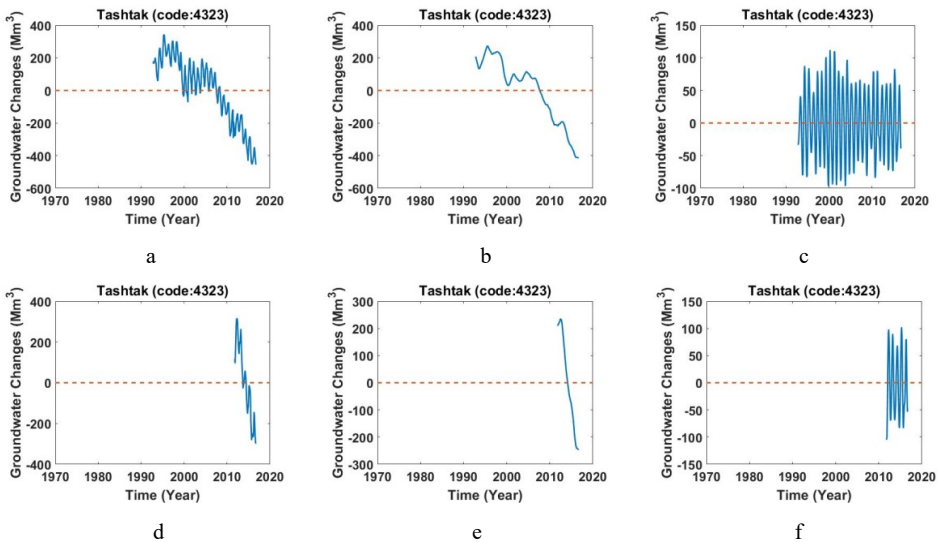 Tashtak (code:4323)
Groundwater Changes (Mm³)
400
200
0
-200
-400
-600
1970 1980 1990 2000 2010 2020
Time (Year)
a
Tashtak (code:4323)
Groundwater Changes (Mm³)
400
200
0
-200
-400
-600
1970 1980 1990 2000 2010 2020
Time (Year)
b
Tashtak (code:4323)
Groundwater Changes (Mm³)
150
100
50
0
-50
-100
1970 1980 1990 2000 2010 2020
Time (Year)
c
Tashtak (code:4323)
Groundwater Changes (Mm³)
400
200
0
-200
-400
1970 1980 1990 2000 2010 2020
Time (Year)
d
Tashtak (code:4323)
Groundwater Changes (Mm³)
300
200
100
0
-100
-200
-300
1970 1980 1990 2000 2010 2020
Time (Year)
e
Tashtak (code:4323)
Groundwater Changes (Mm³)
150
100
50
0
-50
-100
-150
1970 1980 1990 2000 2010 2020
Time (Year)
f